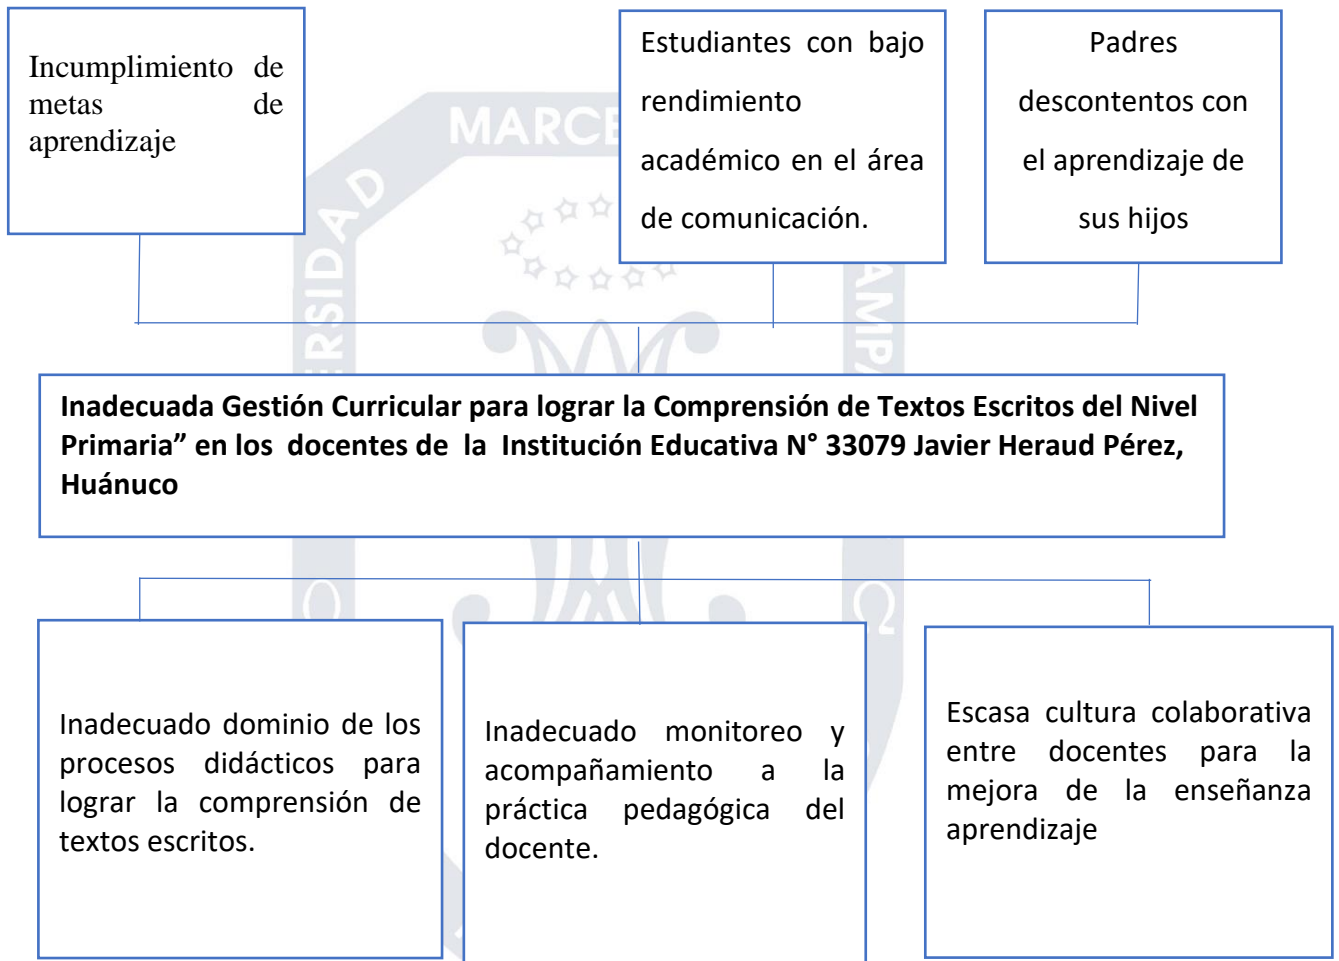 Incumplimiento de
metas de
aprendizaje
Estudiantes con bajo
rendimiento
académico en el área
de comunicación.
Padres
descontentos con
el aprendizaje de
sus hijos
Inadecuada Gestión Curricular para lograr la Comprensión de Textos Escritos del Nivel
Primaria” en los docentes de la Institución Educativa N° 33079 Javier Heraud Pérez,
Huánuco
Inadecuado dominio de los
procesos didácticos para
lograr la comprensión de
textos escritos.
Inadecuado monitoreo y
acompañamiento a la
práctica pedagógica del
docente.
Escasa cultura colaborativa
entre docentes para la
mejora de la enseñanza
aprendizaje